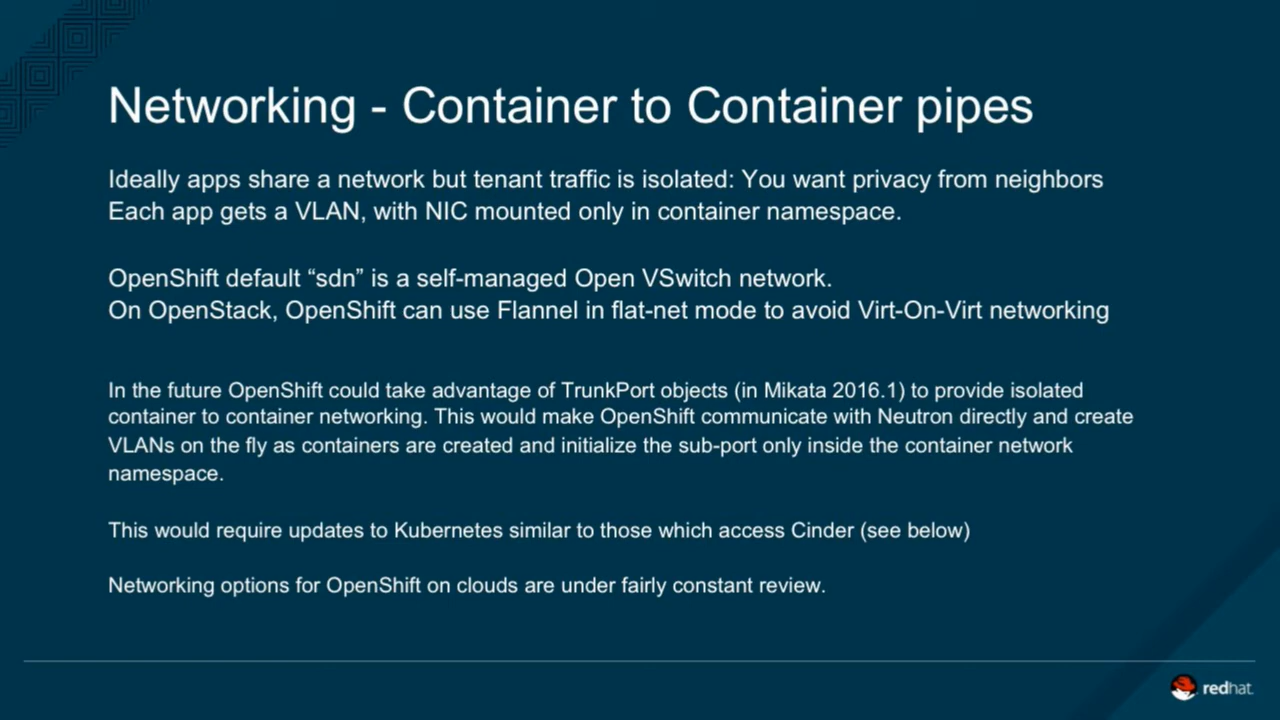 Networking - Container to Container pipes
Ideally apps share a network but tenant traffic is isolated: You want privacy from neighbors
Each app gets a VLAN, with NIC mounted only in container namespace.
OpenShift default “sdn” is a self-managed Open VSwitch network.
On OpenStack, OpenShift can use Flannel in flat-net mode to avoid Virt-On-Virt networking
In the future OpenShift could take advantage of TrunkPort objects (in Mikata 2016.1) to provide isolated
container to container networking. This would make OpenShift communicate with Neutron directly and create
VLANs on the fly as containers are created and initialize the sub-port only inside the container network
namespace.
This would require updates to Kubernetes similar to those which access Cinder (see below)
Networking options for OpenShift on clouds are under fairly constant review.
redhat.